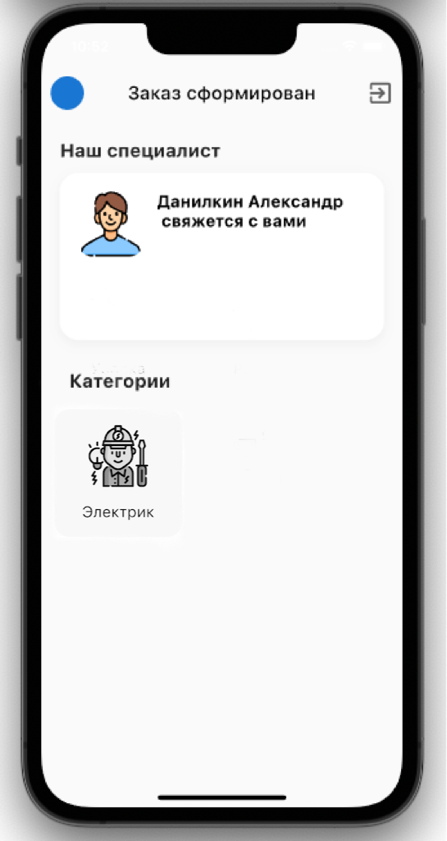 Заказ сформирован
Наш специалист
Данилкин Александр
свяжется с вами
Категории
Электрик